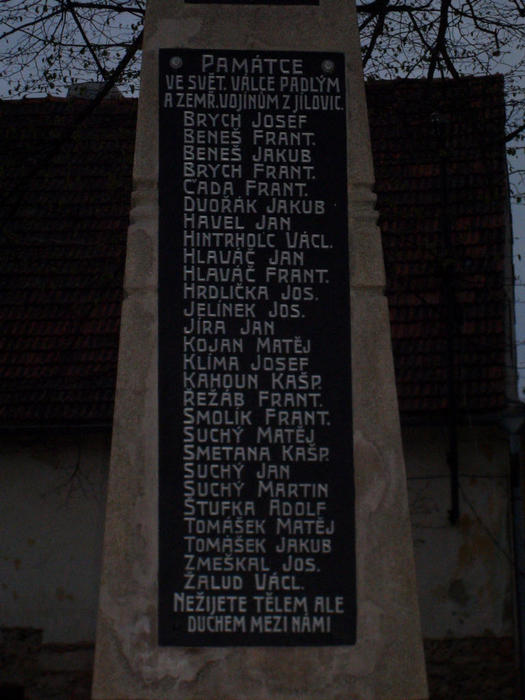 PAMÁTCE
VE SVĚT. VÁLCE PADLÝM
A ZEMŘ. VOJÍNŮM Z JÍLOVIC.
BRYCH JOSEF
BENEŠ FRANT.
BENEŠ JAKUB
BRYCH FRANT.
ČADA FRANT.
DVOŘÁK JAKUB
HAVEL JAN
HINTRHOLC VÁCL.
HLAVÁČ JAN
HLAVÁČ FRANT.
HRDLIČKA JOS.
JELÍNEK JOS.
JÍRA JAN
KOJAN MATĚJ
KLÍMA JOSEF
KAHOUN KAŠP.
ŘEŽÁB FRANT.
SMOLÍK FRANT.
SUCHÝ MATĚJ
SMETANA KAŠP.
SUCHÝ JAN
SUCHÝ MARTIN
ŠTUFKA ADOLF
TOMÁŠEK MATĚJ
TOMÁŠEK JAKUB
ZMEŠKAL JOS.
ŽALUD VÁCL.
NEŽIJETE TĚLEM ALE
DUCHEM MEZI NÁMI